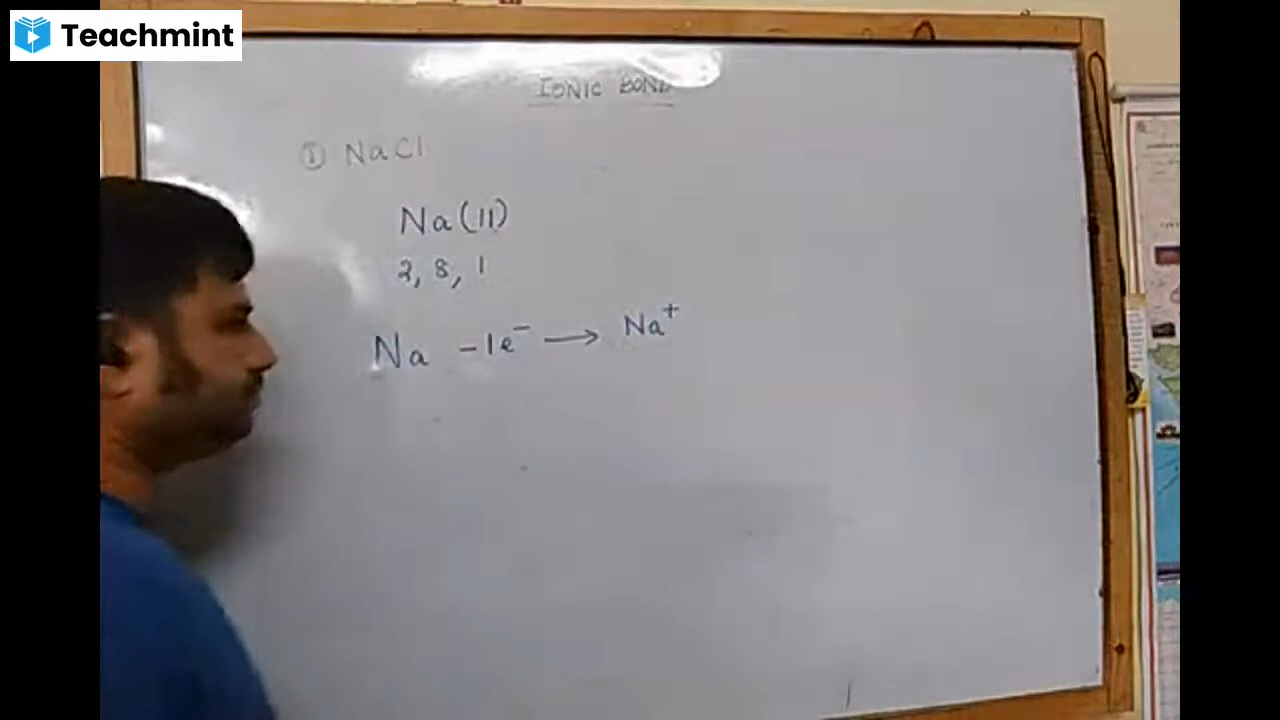 Teachmint
IONIC BOND
① NaCl
Na (11)
2, 8, 1
Na -1e⁻ ⟶ Na⁺